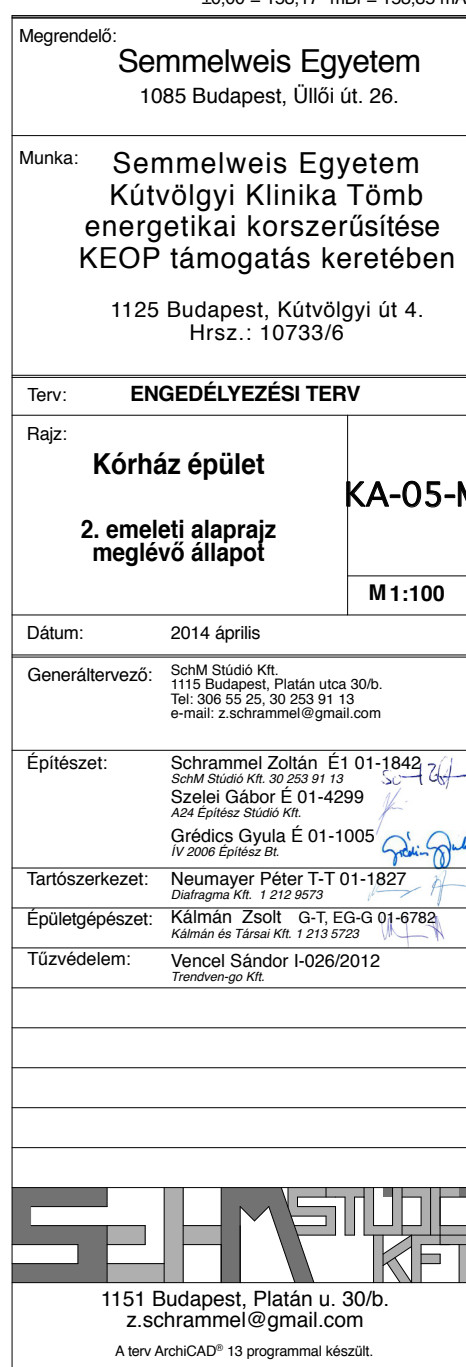 Megrendelő:
Semmelweis Egyetem
1085 Budapest, Üllői út. 26.
Munka:
Semmelweis Egyetem
Kútvölgyi Klinika Tömb
energetikai korszerűsítése
KEOP támogatás keretében
1125 Budapest, Kútvölgyi út 4.
Hrsz.: 10733/6
Terv: ENGEDÉLYEZÉSI TERV
Rajz:
Kórház épület
2. emeleti alaprajz
meglévő állapot
KA-05-M
M 1:100
Dátum: 2014 április
Generáltervező: SchM Stúdió Kft.
1115 Budapest, Platán utca 30/b.
Tel: 306 55 25, 30 253 91 13
e-mail: z.schrammel@gmail.com
Építészet: Schrammel Zoltán É1 01-1842
SchM Stúdió Kft. 30 253 91 13
Szelei Gábor É 01-4299
A24 Építész Stúdió Kft.
Grédics Gyula É 01-1005
ÍV 2006 Építész Bt.
Tartószerkezet: Neumayer Péter T-T 01-1827
Diafragma Kft. 1 212 9573
Épületgépészet: Kálmán Zsolt G-T, EG-G 01-6782
Kálmán és Társai Kft. 1 213 5723
Tűzvédelem: Vencel Sándor I-026/2012
Trendven-go Kft.
SCHM STÚDIÓ
KFT
1151 Budapest, Platán u. 30/b.
z.schrammel@gmail.com
A terv ArchiCAD® 13 programmal készült.